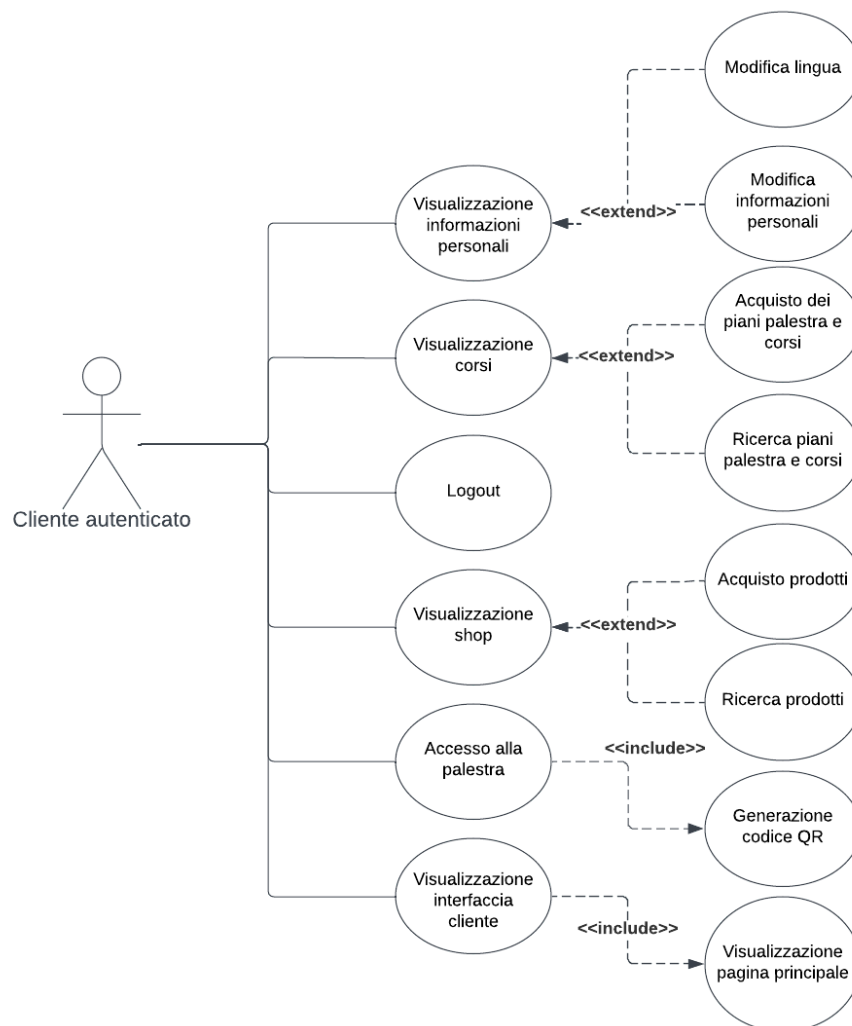 Modifica lingua
Visualizzazione
informazioni
personali
<<extend>>
Modifica
informazioni
personali
Visualizzazione
corsi
<<extend>>
Acquisto dei
piani palestra e
corsi
Ricerca piani
palestra e corsi
Logout
Cliente autenticato
Visualizzazione
shop
<<extend>>
Acquisto prodotti
Ricerca prodotti
Accesso alla
palestra
<<include>>
Generazione
codice QR
Visualizzazione
interfaccia
cliente
<<include>>
Visualizzazione
pagina principale